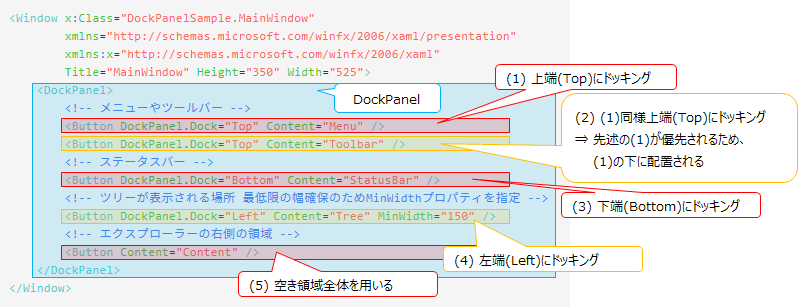 <Window x:Class="DockPanelSample.MainWindow"
xmlns="http://schemas.microsoft.com/winfx/2006/xaml/presentation"
xmlns:x="http://schemas.microsoft.com/winfx/2006/xaml"
Title="MainWindow" Height="350" Width="525">
(1) 上端(Top)にドッキング
<DockPanel>
DockPanel
<!-- メニューやツールバー -->
<Button DockPanel.Dock="Top" Content="Menu" />
<Button DockPanel.Dock="Top" Content="Toolbar" />
(2) (1)同様上端(Top)にドッキング
⇒ 先述の(1)が優先されるため、
(1)の下に配置される
<!-- ステータスバー -->
<Button DockPanel.Dock="Bottom" Content="StatusBar" />
(3) 下端(Bottom)にドッキング
<!-- ツリーが表示される場所 最低限の幅確保のためMinWidthプロパティを指定 -->
<Button DockPanel.Dock="Left" Content="Tree" MinWidth="150" />
(4) 左端(Left)にドッキング
<!-- エクスプローラーの右側の領域 -->
<Button Content="Content" />
(5) 空き領域全体を用いる
</DockPanel>
</Window>